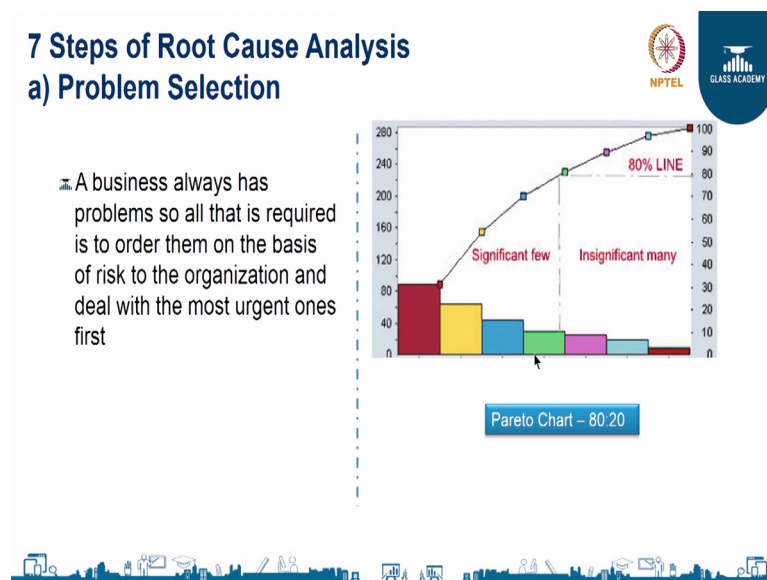 7 Steps of Root Cause Analysis
a) Problem Selection
NPTEL
GLASS ACADEMY
A business always has
problems so all that is required
is to order them on the basis
of risk to the organization and
deal with the most urgent ones
first
280
240
200
160
120
80
40
0
100
90
80
70
60
50
40
30
20
10
0
80% LINE
Significant few
Insignificant many
Pareto Chart – 80:20